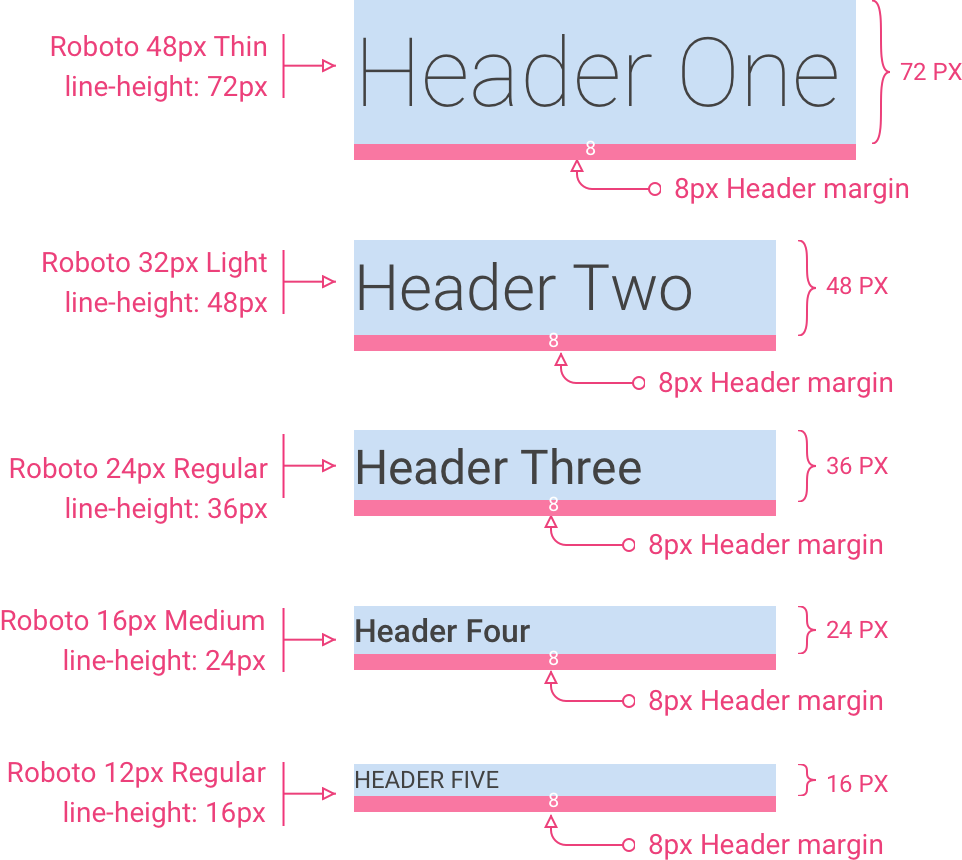 Roboto 48px Thin
line-height: 72px
Header One
72 PX
8
8px Header margin
Roboto 32px Light
line-height: 48px
Header Two
48 PX
8
8px Header margin
Roboto 24px Regular
line-height: 36px
Header Three
36 PX
8
8px Header margin
Roboto 16px Medium
line-height: 24px
Header Four
24 PX
8
8px Header margin
Roboto 12px Regular
line-height: 16px
HEADER FIVE
16 PX
8
8px Header margin